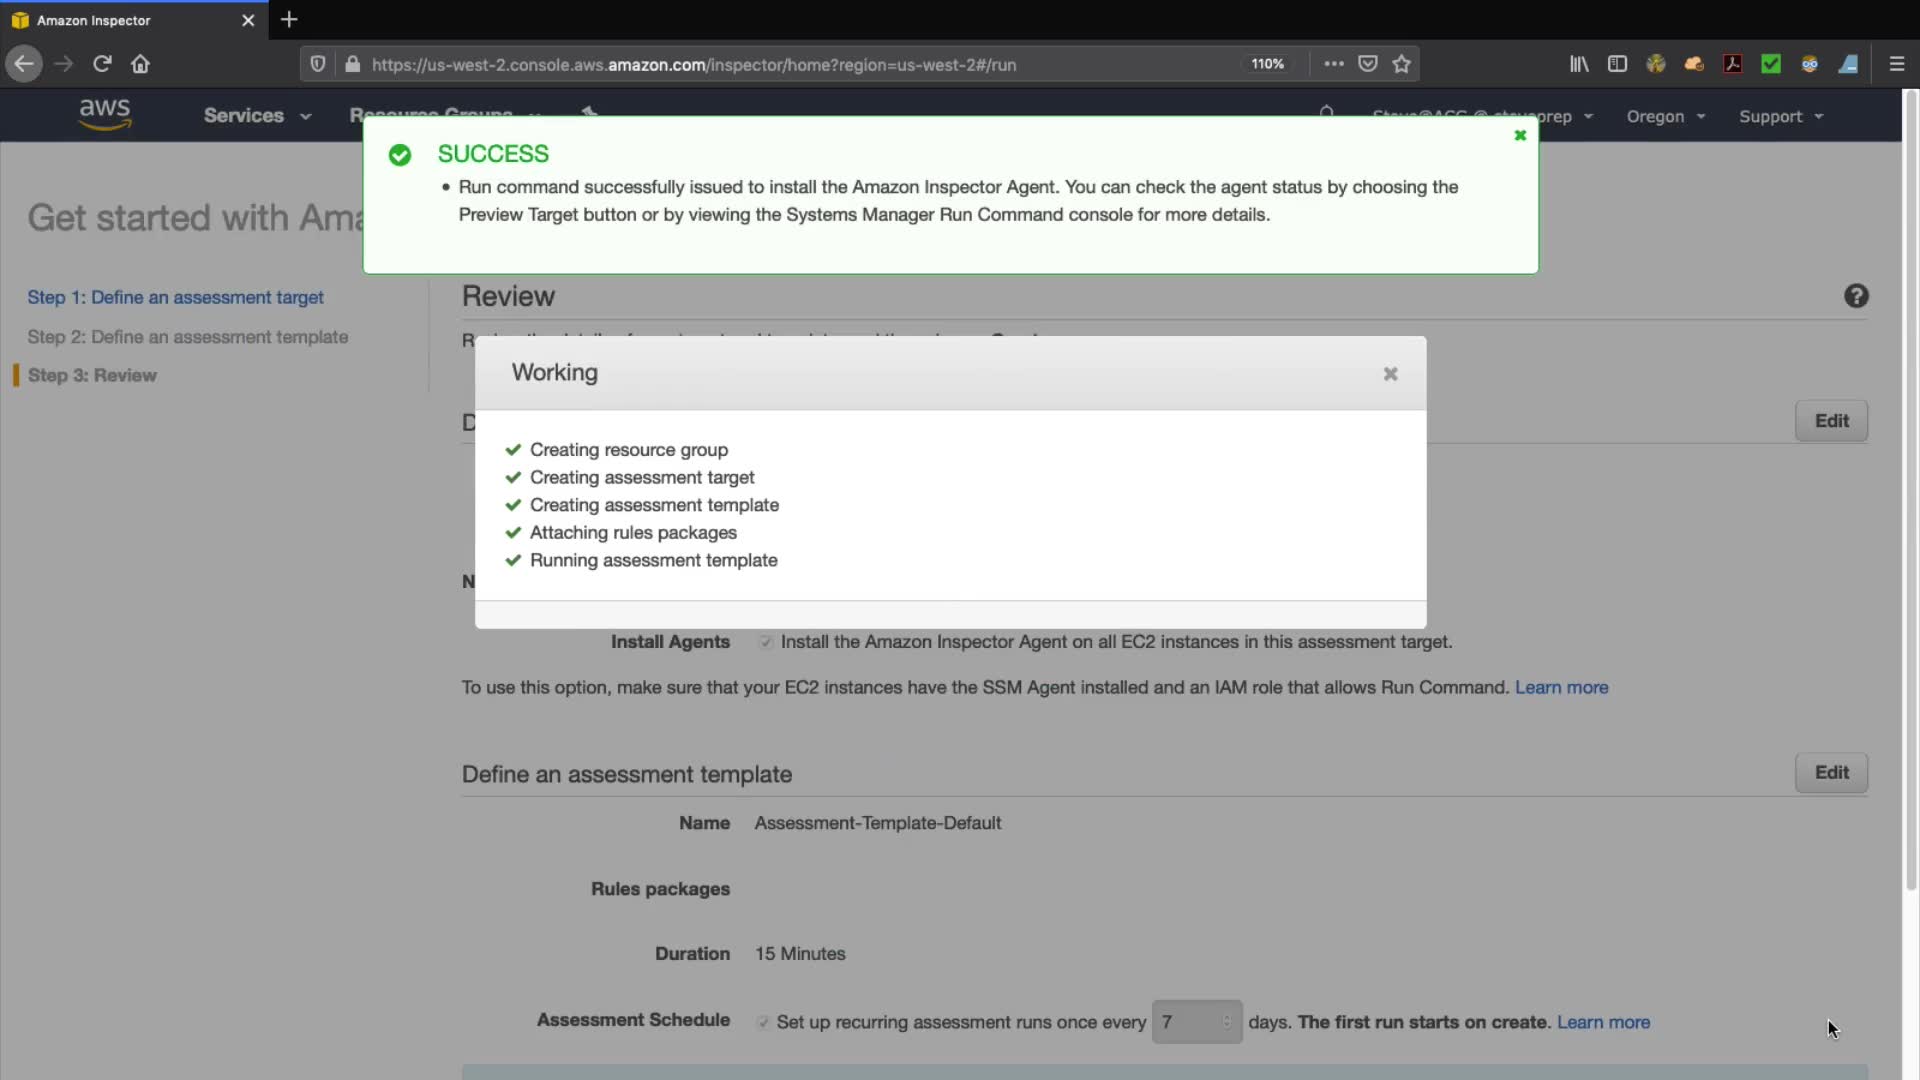 Amazon Inspector
https://us-west-2.console.aws.amazon.com/inspector/home?region=us-west-2#/run
110%
aws
Services
Resource Groups
Oregon
Support
SUCCESS
Run command successfully issued to install the Amazon Inspector Agent. You can check the agent status by choosing the
Preview Target button or by viewing the Systems Manager Run Command console for more details.
Get started with
Step 1: Define an assessment target
Step 2: Define an assessment template
Step 3: Review
Review
Working
Edit
Creating resource group
Creating assessment target
Creating assessment template
Attaching rules packages
Running assessment template
Install Agents Install the Amazon Inspector Agent on all EC2 instances in this assessment target.
To use this option, make sure that your EC2 instances have the SSM Agent installed and an IAM role that allows Run Command. Learn more
Define an assessment template
Edit
Name Assessment-Template-Default
Rules packages
Duration 15 Minutes
Assessment Schedule Set up recurring assessment runs once every 7 days. The first run starts on create. Learn more